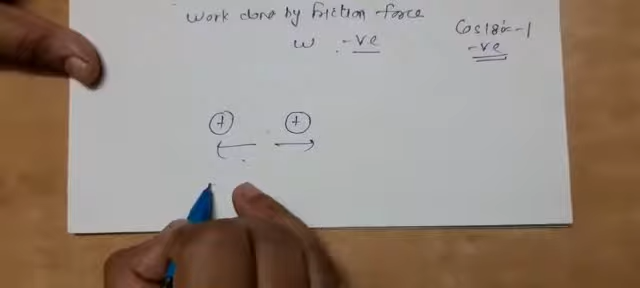 Work done by friction force
w -ve
Cos180 = -1
-ve
+ +